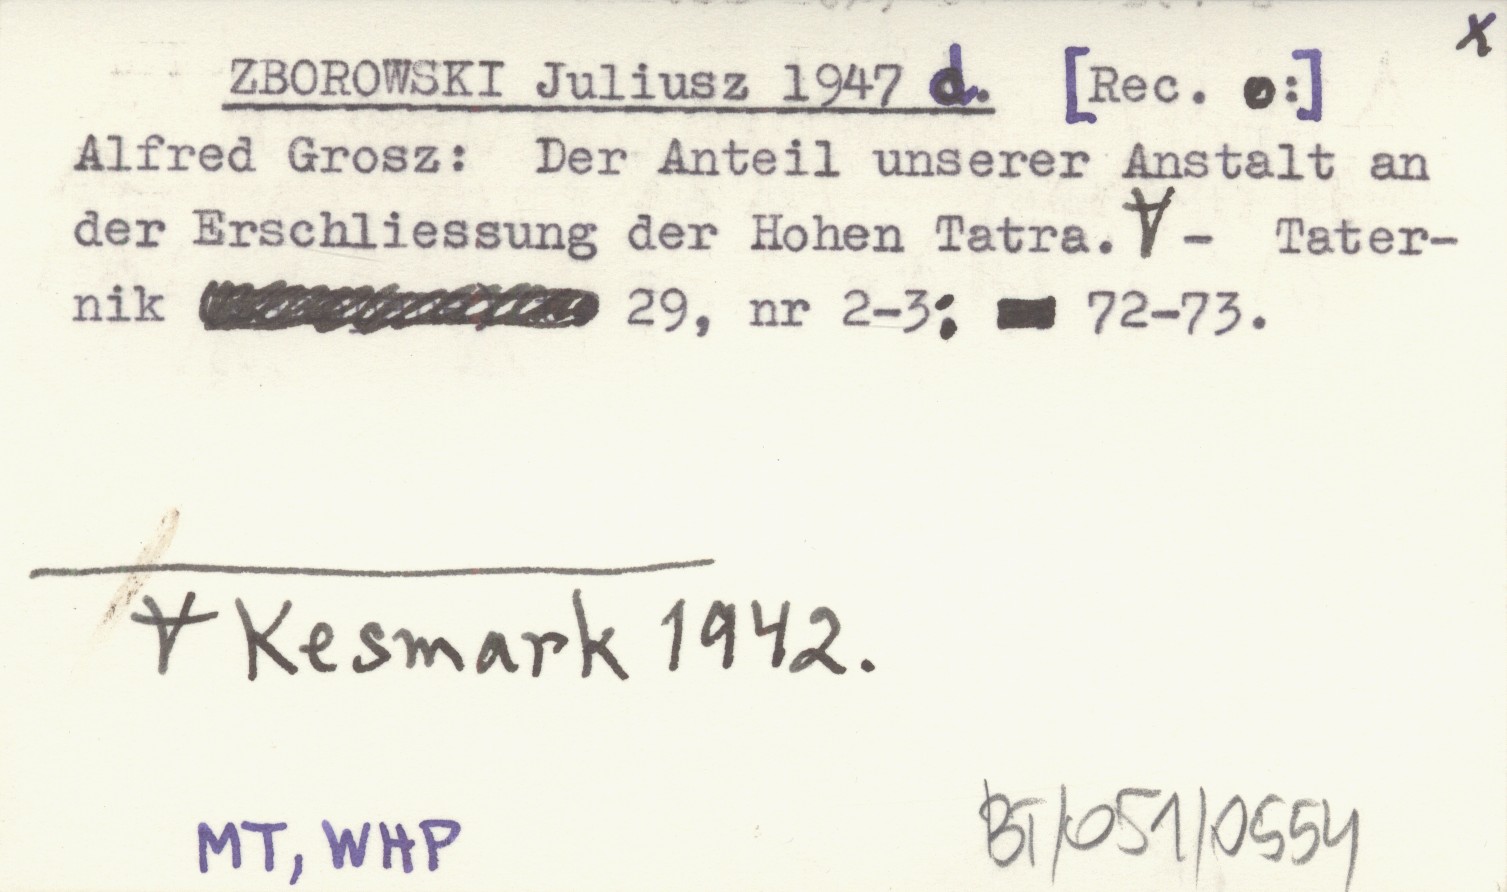 x
ZBOROWSKI Juliusz 1947 d. [Rec. :]
Alfred Grosz: Der Anteil unserer Anstalt an
der Erschliessung der Hohen Tatra. ∀ - Tater-
nik 29, nr 2-3; 72-73.
∀ Kesmark 1942.
MT, WHP
BT/051/0554